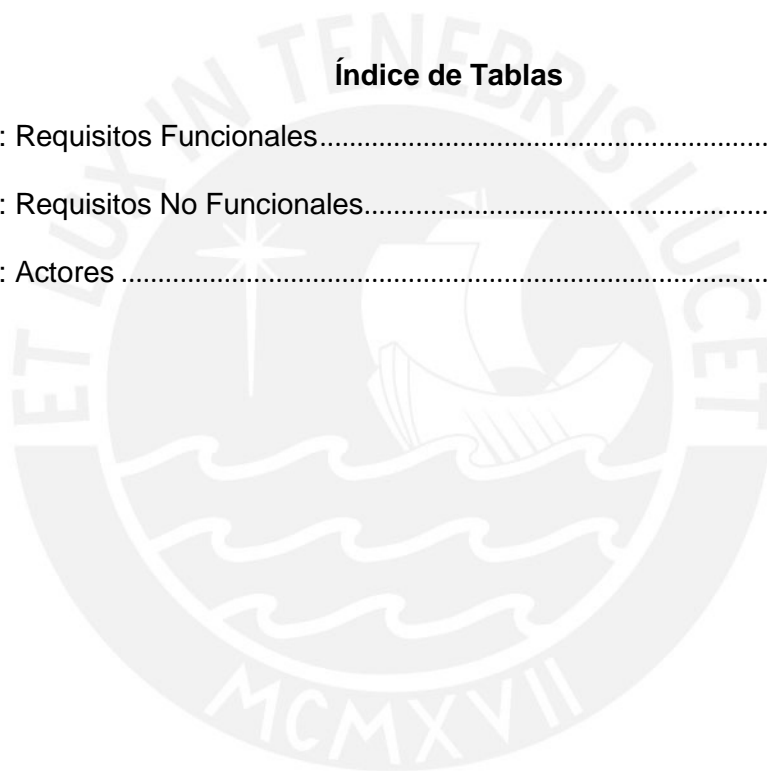 Índice de Tablas
: Requisitos Funcionales....................................................................
: Requisitos No Funcionales..............................................................
: Actores ..............................................................................................
ET LUX IN TENEBRIS LUCET
MCMXVII